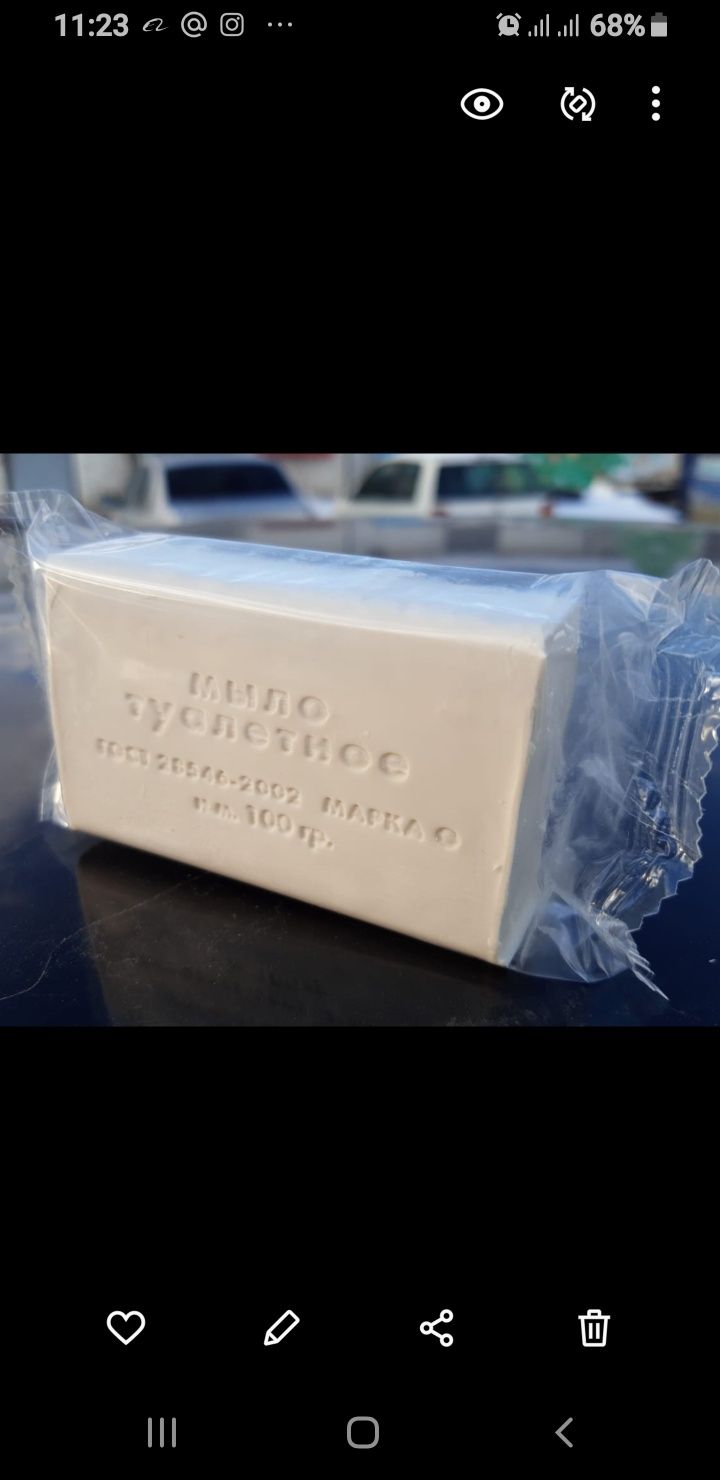 11:23
68%
мыло
туалетное
ГОСТ 28546-2002 МАРКА О
н.м. 100 гр.